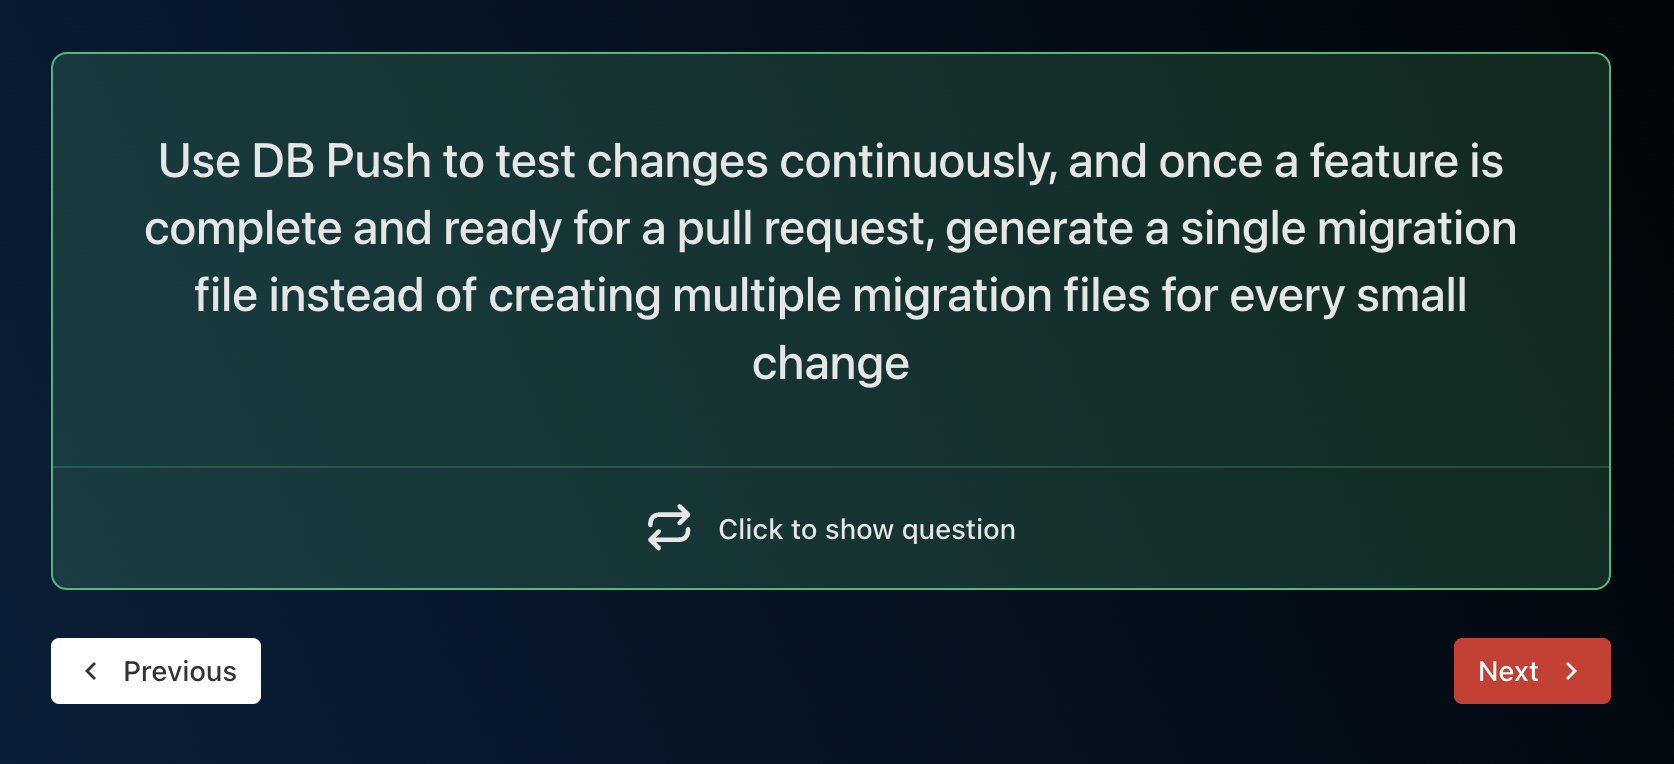 Use DB Push to test changes continuously, and once a feature is
complete and ready for a pull request, generate a single migration
file instead of creating multiple migration files for every small
change
Click to show question
Previous
Next